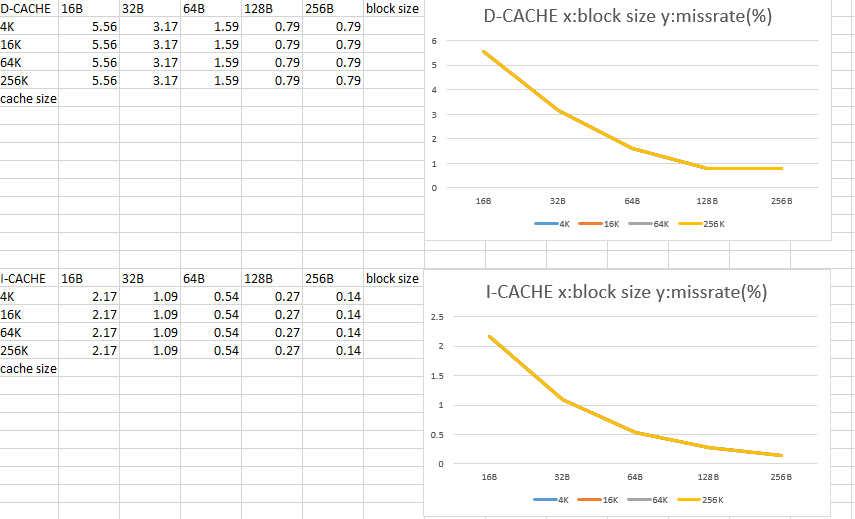 D-CACHE 16B 32B 64B 128B 256B block size
4K 5.56 3.17 1.59 0.79 0.79
16K 5.56 3.17 1.59 0.79 0.79
64K 5.56 3.17 1.59 0.79 0.79
256K 5.56 3.17 1.59 0.79 0.79
cache size
D-CACHE x:block size y:missrate(%)
6
5
4
3
2
1
0
16B 32B 64B 128B 256B
4K 16K 64K 256K
I-CACHE 16B 32B 64B 128B 256B block size
4K 2.17 1.09 0.54 0.27 0.14
16K 2.17 1.09 0.54 0.27 0.14
64K 2.17 1.09 0.54 0.27 0.14
256K 2.17 1.09 0.54 0.27 0.14
cache size
I-CACHE x:block size y:missrate(%)
2.5
2
1.5
1
0.5
0
16B 32B 64B 128B 256B
4K 16K 64K 256K